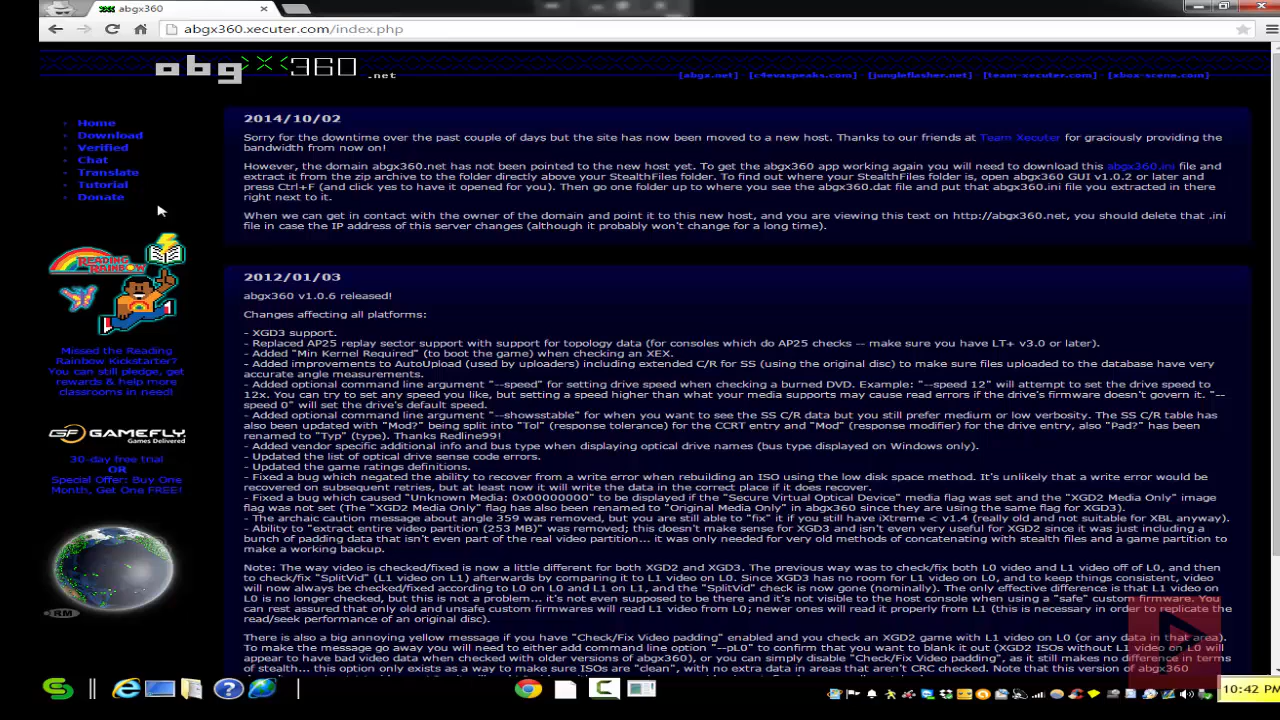 abgx360
abgx360.xecuter.com/index.php
abgx360 .net
[abgx.net] [c4evaspeaks.com] [jungleflasher.net] [team-xecuter.com] [xbox-scene.com]
Home
Download
Verified
Chat
Translate
Tutorial
Donate
READING
RAINBOW
Missed the Reading
Rainbow Kickstarter?
You can still pledge, get
rewards & help more
classrooms in need!
GF GAMEFLY
Games Delivered
30-day free trial
OR
Special Offer: Buy One
Month, Get One FREE!
2014/10/02
Sorry for the downtime over the past couple of days but the site has now been moved to a new host. Thanks to our friends at Team Xecuter for graciously providing the
bandwidth from now on!
However, the domain abgx360.net has not been pointed to the new host yet. To get the abgx360 app working again you will need to download this abgx360.ini file and
extract it from the zip archive to the folder directly above your StealthFiles folder. To find out where your StealthFiles folder is, open abgx360 GUI v1.0.2 or later and
press Ctrl+F (and click yes to have it opened for you). Then go one folder up to where you see the abgx360.dat file and put that abgx360.ini file you extracted in there
right next to it.
When we can get in contact with the owner of the domain and point it to this new host, and you are viewing this text on http://abgx360.net, you should delete that .ini
file in case the IP address of this server changes (although it probably won't change for a long time).
2012/01/03
abgx360 v1.0.6 released!
Changes affecting all platforms:
- XGD3 support.
- Replaced AP25 replay sector support with support for topology data (for consoles which do AP25 checks -- make sure you have LT+ v3.0 or later).
- Added "Min Kernel Required" (to boot the game) when checking an XEX.
- Added improvements to AutoUpload (used by uploaders) including extended C/R for SS (using the original disc) to make sure files uploaded to the database have very
accurate angle measurements.
- Added optional command line argument "--speed" for setting drive speed when checking a burned DVD. Example: "--speed 12" will attempt to set the drive speed to
12x. You can try to set any speed you like, but setting a speed higher than what your media supports may cause read errors if the drive's firmware doesn't govern it. "--
speed 0" will set the drive's default speed.
- Added optional command line argument "--showsstable" for when you want to see the SS C/R data but you still prefer medium or low verbosity. The SS C/R table has
also been updated with "Mod?" being split into "Tol" (response tolerance) for the CCRT entry and "Mod" (response modifier) for the drive entry, also "Pad?" has been
renamed to "Typ" (type). Thanks Redline99!
- Added vendor specific additional info and bus type when displaying optical drive names (bus type displayed on Windows only).
- Updated the list of optical drive sense code errors.
- Updated the game ratings definitions.
- Fixed a bug which negated the ability to recover from a write error when rebuilding an ISO using the low disk space method. It's unlikely that a write error would be
recovered on subsequent retries, but at least now it will write the data in the correct place if it does recover.
- Fixed a bug which caused "Unknown Media: 0x00000000" to be displayed if the "Secure Virtual Optical Device" media flag was set and the "XGD2 Media Only" image
flag was not set (The "XGD2 Media Only" flag has also been renamed to "Original Media Only" in abgx360 since they are using the same flag for XGD3).
- The archaic caution message about angle 359 was removed, but you are still able to "fix" it if you still have iXtreme < v1.4 (really old and not suitable for XBL anyway).
- Ability to "extract entire video partition (253 MB)" was removed; this doesn't make sense for XGD3 and isn't even very useful for XGD2 since it was just including a
bunch of padding data that isn't even part of the real video partition... it was only needed for very old methods of concatenating with stealth files and a game partition to
make a working backup.
Note: The way video is checked/fixed is now a little different for both XGD2 and XGD3. The previous way was to check/fix both L0 video and L1 video off of L0, and then
to check/fix "SplitVid" (L1 video on L1) afterwards by comparing it to L1 video on L0. Since XGD3 has no room for L1 video on L0, and to keep things consistent, video
will now always be checked/fixed according to L0 on L0 and L1 on L1, and the "SplitVid" check is now gone (nominally). The only effective difference is that L1 video on
L0 is no longer checked, but this is not a problem... it's not even supposed to be there and it's not visible to the host console when using a "safe" custom firmware. You
can rest assured that only old and unsafe custom firmwares will read L1 video from L0; newer ones will read it properly from L1 (this is necessary in order to replicate the
read/seek performance of an original disc).
There is also a big annoying yellow message if you have "Check/Fix Video padding" enabled and you check an XGD2 game with L1 video on L0 (or any data in that area).
To make the message go away you will need to either add command line option "--pL0" to confirm that you want to blank it out (XGD2 ISOs without L1 video on L0 will
appear to have bad video data when checked with older versions of abgx360), or you can simply disable "Check/Fix Video padding", as it still makes no difference in terms
of stealth... this option only exists as a way to make sure ISOs are "clean", with no extra data in areas that aren't CRC checked. Note that this version of abgx360
10:42 PM